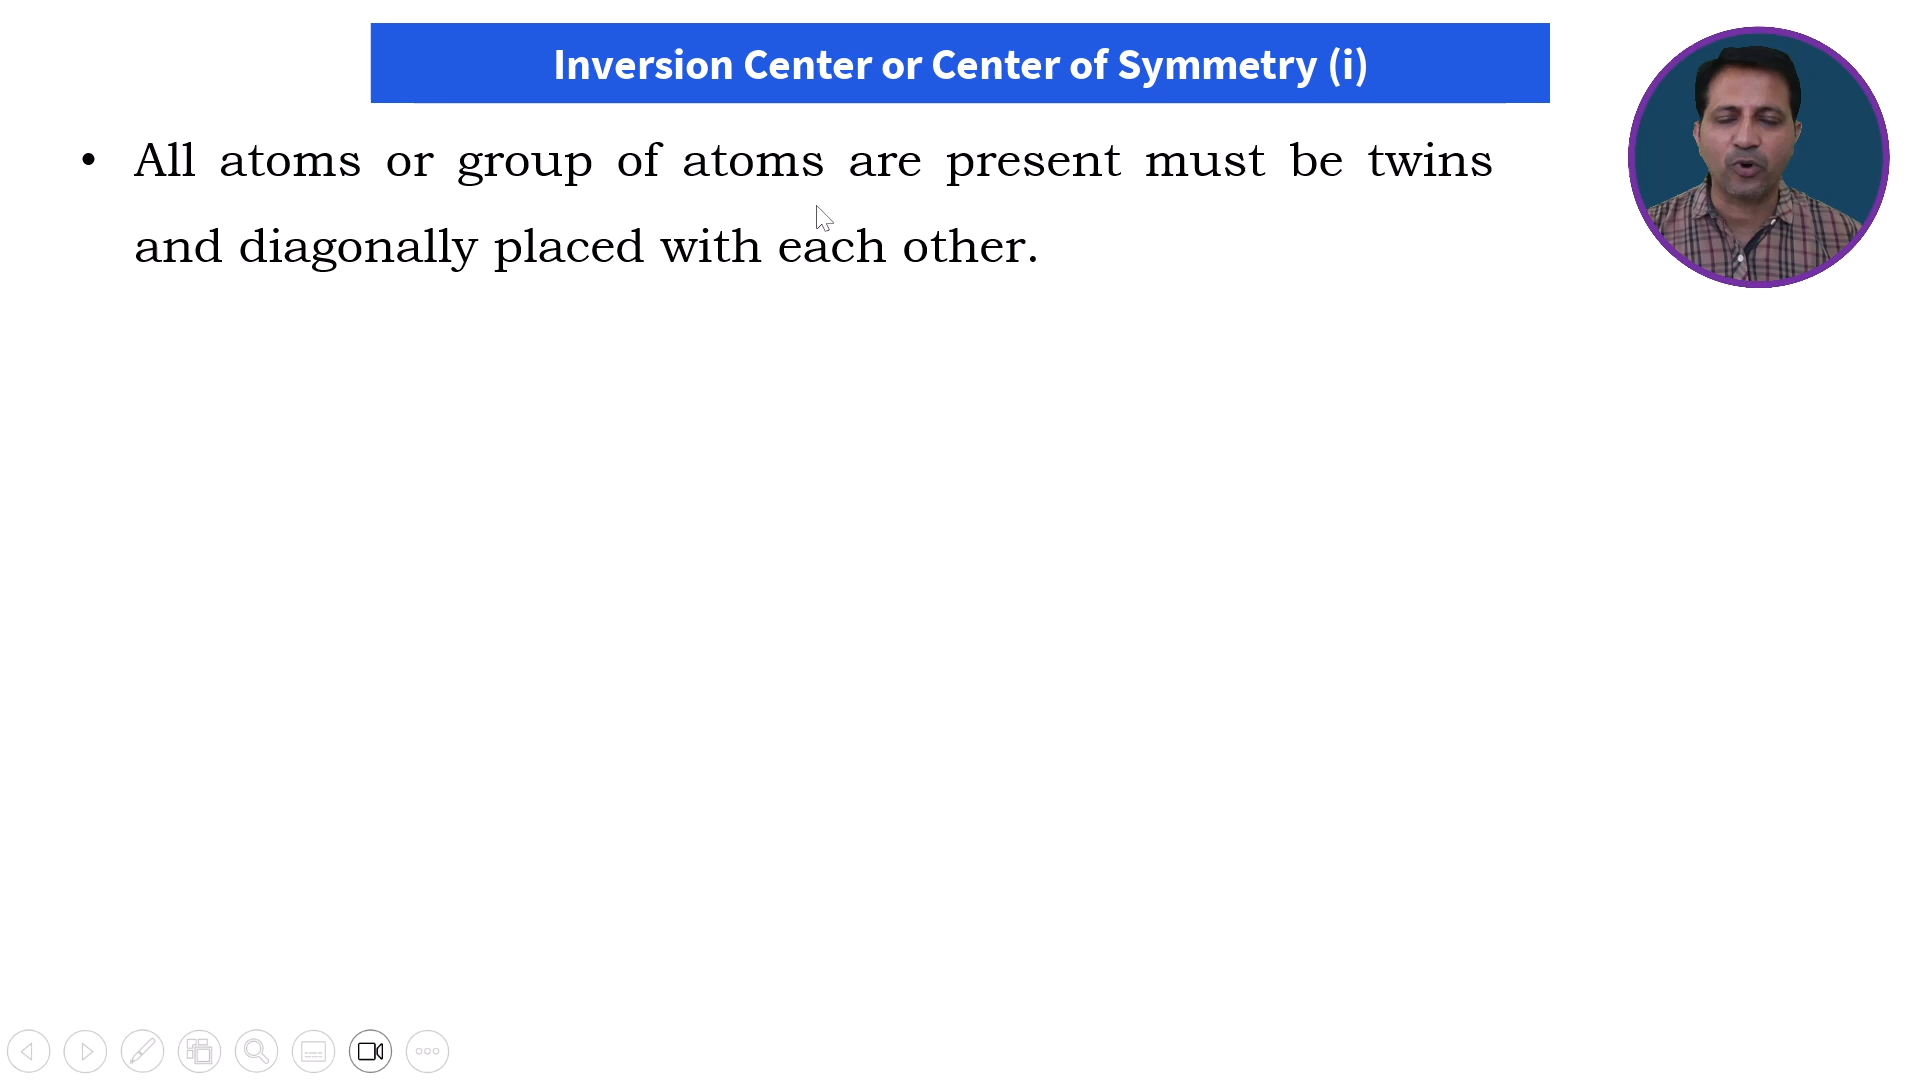 Inversion Center or Center of Symmetry (i)
• All atoms or group of atoms are present must be twins
and diagonally placed with each other.